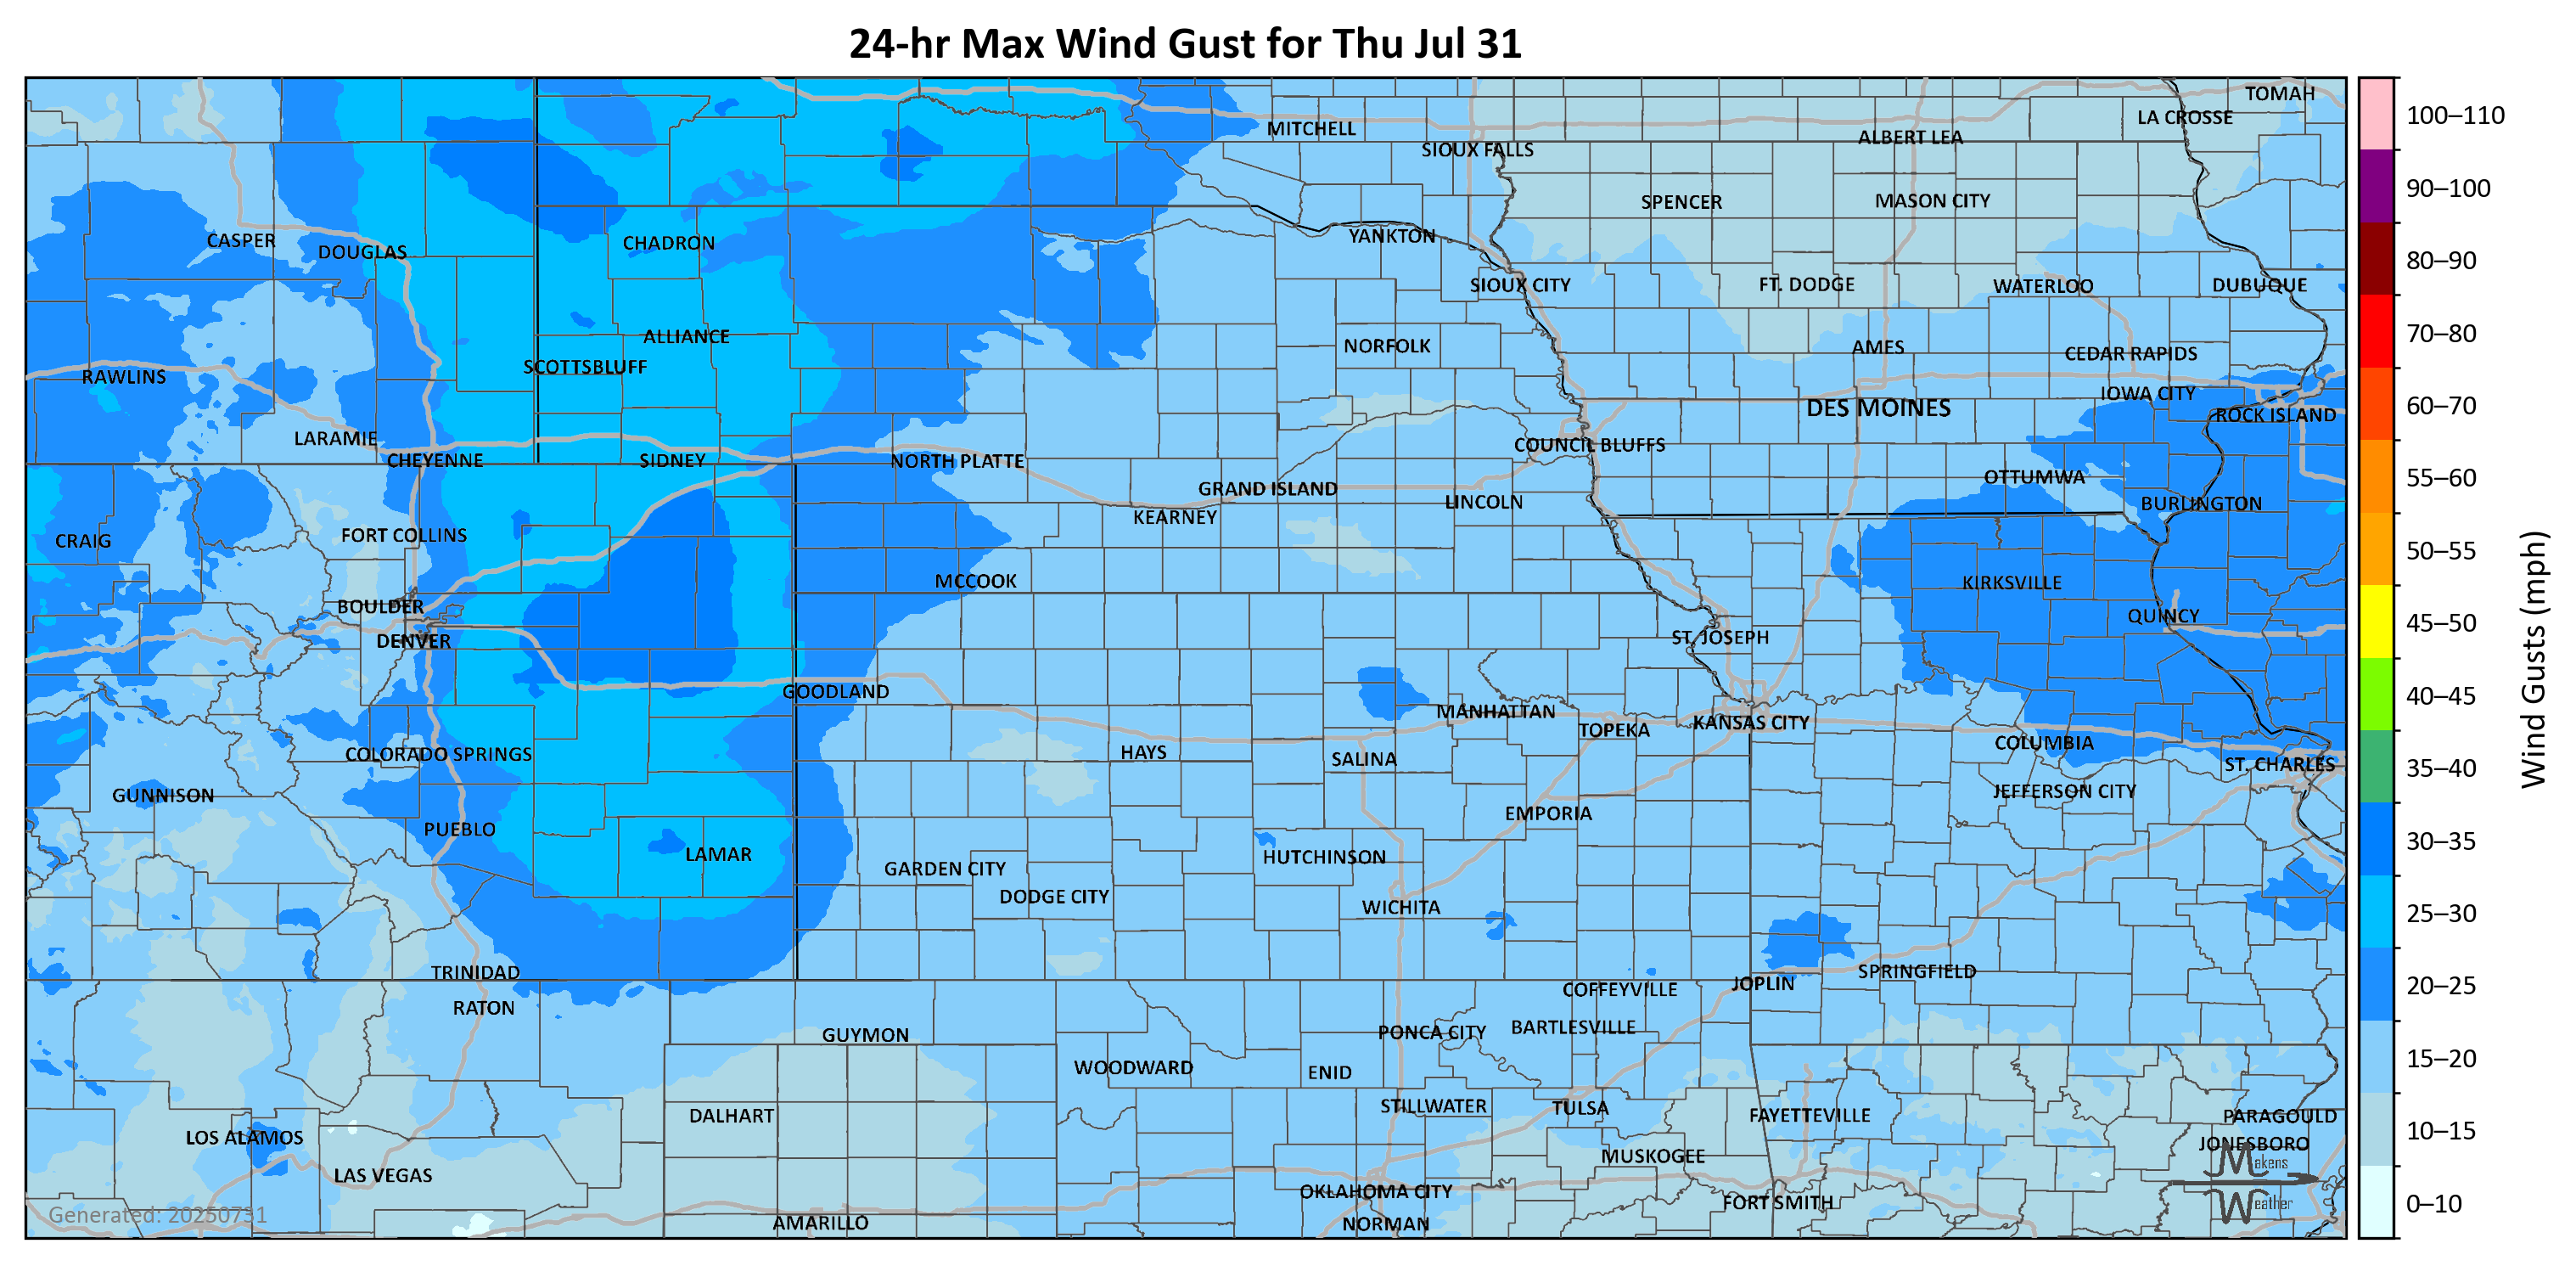 24-hr Max Wind Gust for Thu Jul 31
TOMAH
LA CROSSE
MITCHELL
ALBERT LEA
SIOUX FALLS
SPENCER
MASON CITY
YANKTON
CASPER
CHADRON
DOUGLAS
SIOUX CITY
FT. DODGE
WATERLOO
DUBUQUE
ALLIANCE
NORFOLK
AMES
CEDAR RAPIDS
SCOTTSBLUFF
RAWLINS
IOWA CITY
DES MOINES
ROCK ISLAND
LARAMIE
COUNCIL BLUFFS
CHEYENNE
SIDNEY
NORTH PLATTE
OTTUMWA
GRAND ISLAND
LINCOLN
BURLINGTON
KEARNEY
FORT COLLINS
CRAIG
MCCOOK
KIRKSVILLE
BOULDER
QUINCY
DENVER
ST. JOSEPH
GOODLAND
MANHATTAN
KANSAS CITY
TOPEKA
COLUMBIA
COLORADO SPRINGS
HAYS
SALINA
ST. CHARLES
GUNNISON
JEFFERSON CITY
EMPORIA
PUEBLO
LAMAR
HUTCHINSON
GARDEN CITY
DODGE CITY
WICHITA
TRINIDAD
SPRINGFIELD
JOPLIN
COFFEYVILLE
RATON
BARTLESVILLE
PONCA CITY
GUYMON
WOODWARD
ENID
STILLWATER
TULSA
DALHART
FAYETTEVILLE
PARAGOULD
LOS ALAMOS
JONESBORO
MUSKOGEE
LAS VEGAS
OKLAHOMA CITY
FORT SMITH
AMARILLO
NORMAN
Generated: 20250731
Makens
Weather
100–110
90–100
80–90
70–80
60–70
55–60
50–55
45–50
40–45
35–40
30–35
25–30
20–25
15–20
10–15
0–10
Wind Gusts (mph)